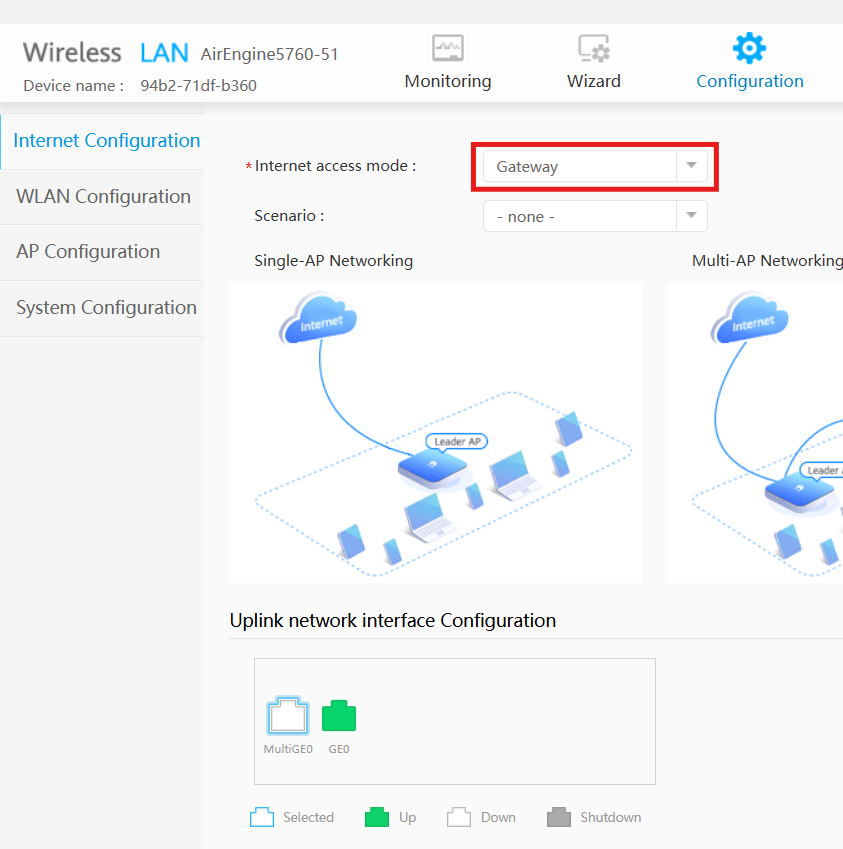 Wireless LAN AirEngine5760-51
Device name : 94b2-71df-b360
Monitoring
Wizard
Configuration
Internet Configuration
WLAN Configuration
AP Configuration
System Configuration
*Internet access mode :
Gateway
Scenario :
- none -
Single-AP Networking
Multi-AP Networking
Internet
Leader AP
Internet
Leader
Uplink network interface Configuration
MultiGE0
GE0
Selected
Up
Down
Shutdown